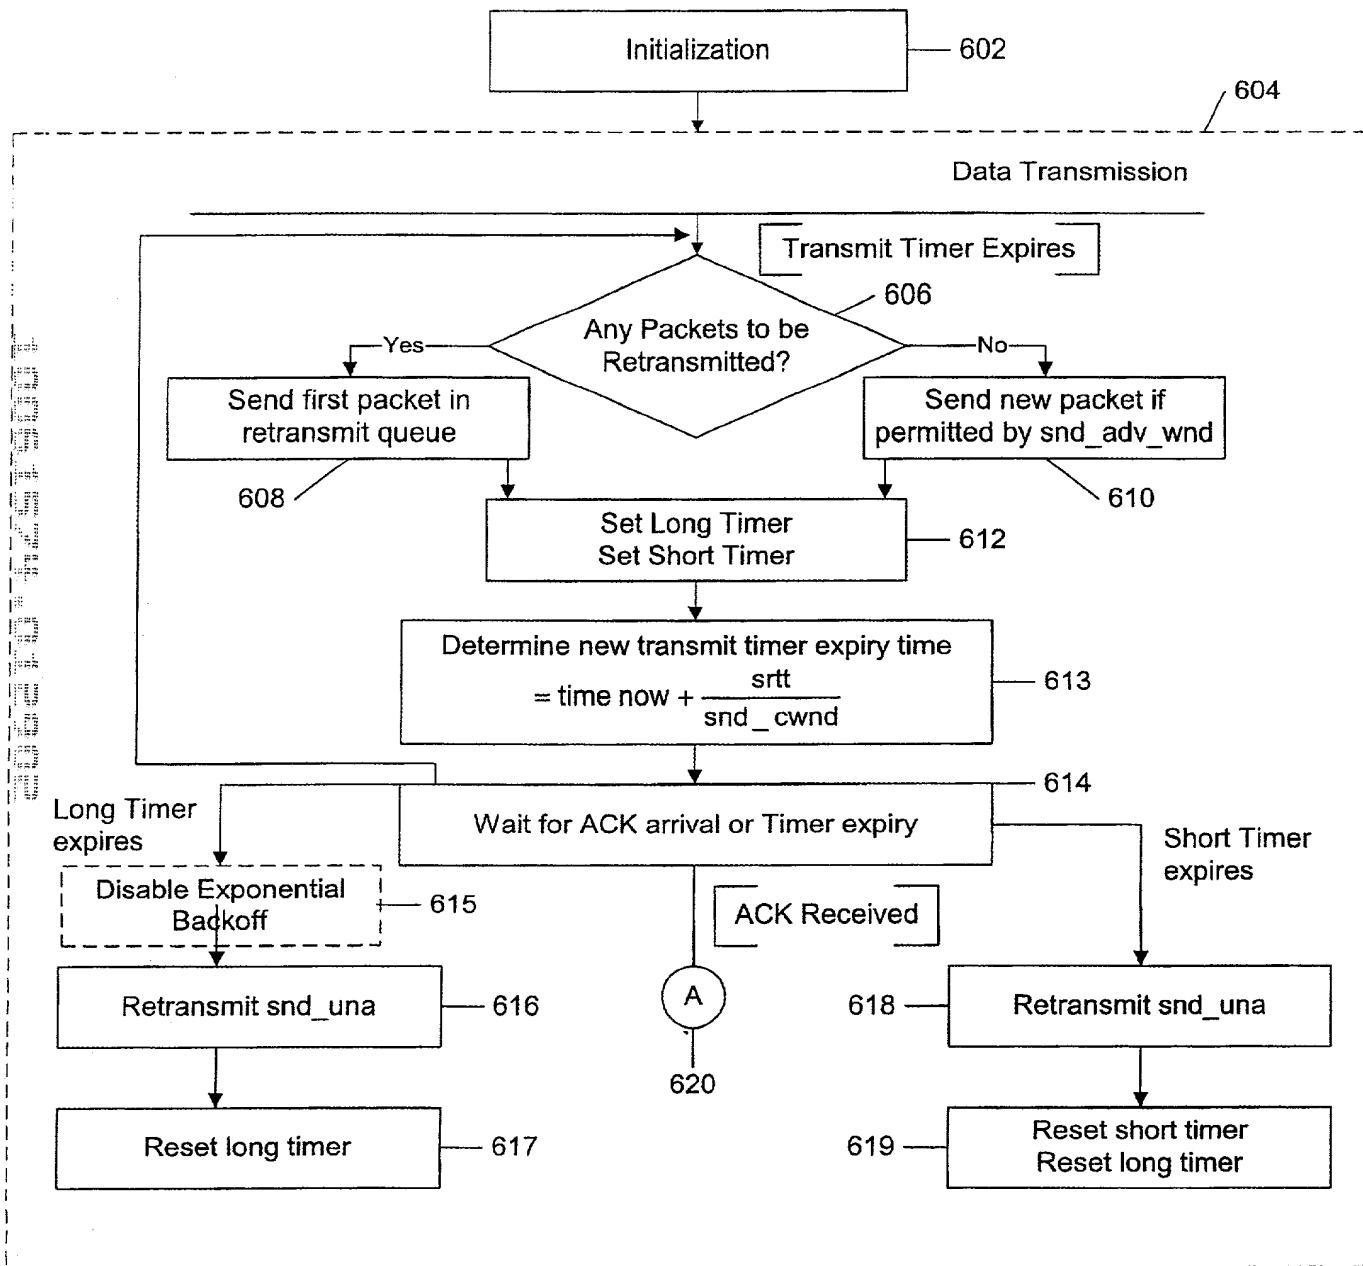 Initialization
602
604
Data Transmission
Transmit Timer Expires
606
Any Packets to be
Retransmitted?
Yes
No
Send first packet in
retransmit queue
Send new packet if
permitted by snd_adv_wnd
608
610
Set Long Timer
Set Short Timer
612
Determine new transmit timer expiry time
= time now + srtt / snd_cwnd
613
614
Wait for ACK arrival or Timer expiry
Long Timer
expires
Short Timer
expires
Disable Exponential
Backoff
615
ACK Received
Retransmit snd_una
616
A
618
Retransmit snd_una
620
Reset long timer
617
619
Reset short timer
Reset long timer